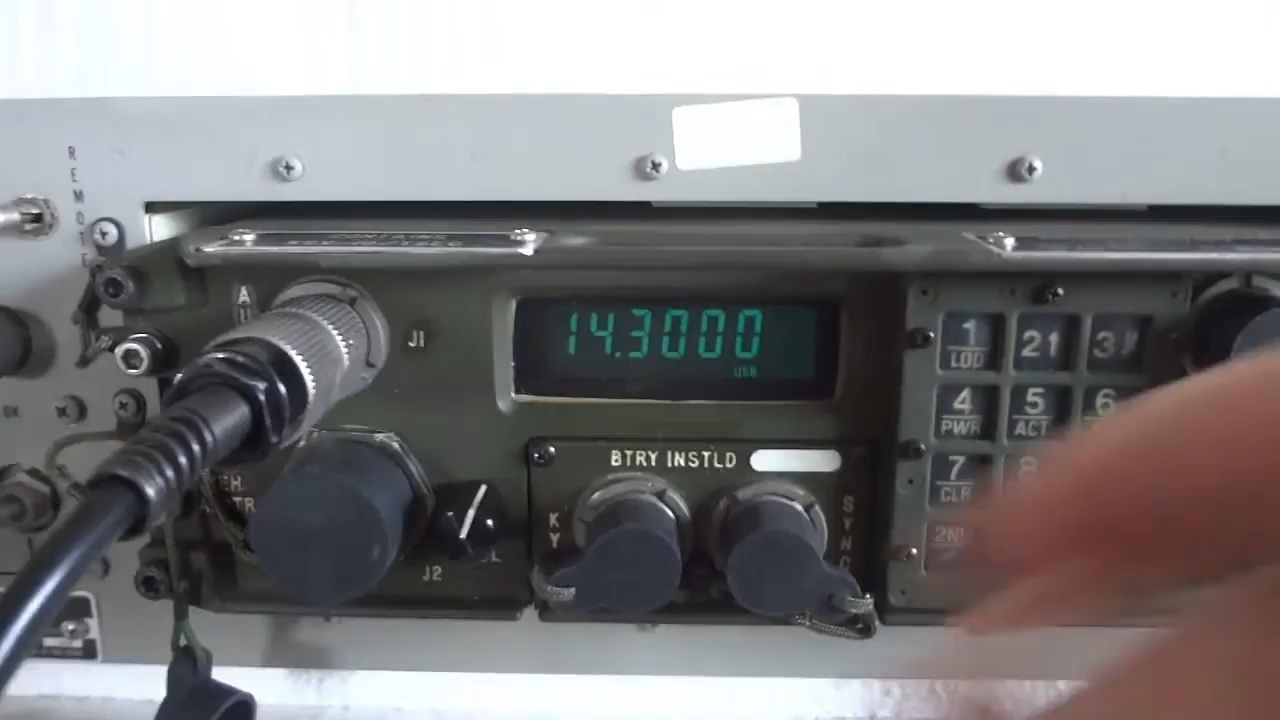 REMOTE
J1
14.3000
USB
1
LOD
21
3
4
PWR
5
ACT
6
7
CLR
8
BTRY INSTLD
KY
SYNC
J2